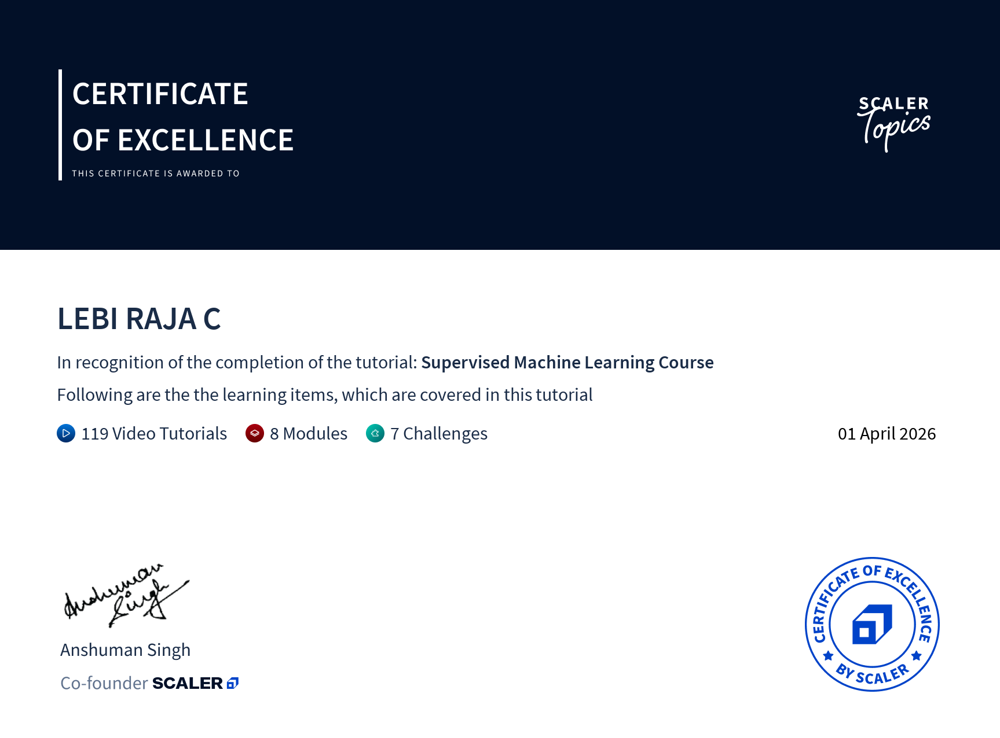 CERTIFICATE
OF EXCELLENCE
THIS CERTIFICATE IS AWARDED TO
SCALER
Topics
LEBI RAJA C
In recognition of the completion of the tutorial: Supervised Machine Learning Course
Following are the the learning items, which are covered in this tutorial
119 Video Tutorials 8 Modules 7 Challenges
01 April 2026
Anshuman
Singh
Anshuman Singh
Co-founder SCALER
CERTIFICATE OF EXCELLENCE
BY SCALER